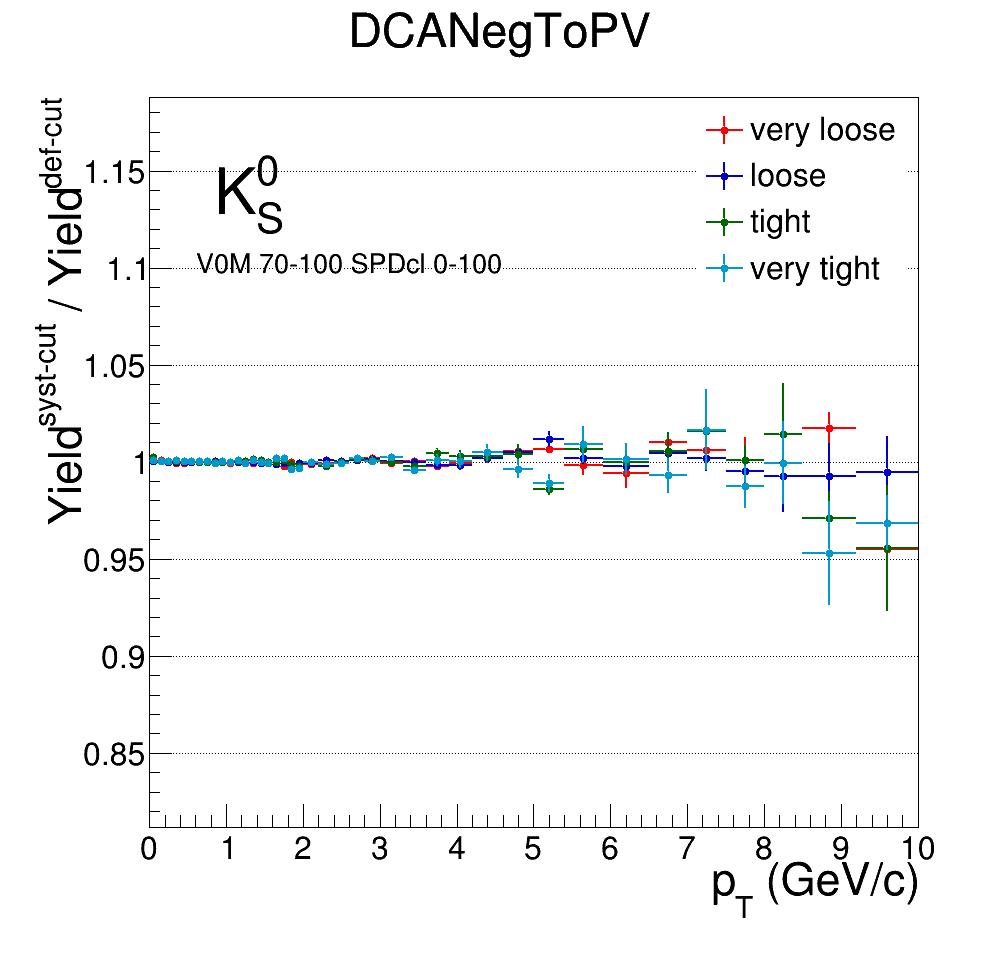 DCANegToPV
Yield^syst-cut / Yield^def-cut
K^0_S
V0M 70-100 SPDcl 0-100
very loose
loose
tight
very tight
1.15
1.1
1.05
1
0.95
0.9
0.85
0 1 2 3 4 5 6 7 8 9 10
p_T (GeV/c)